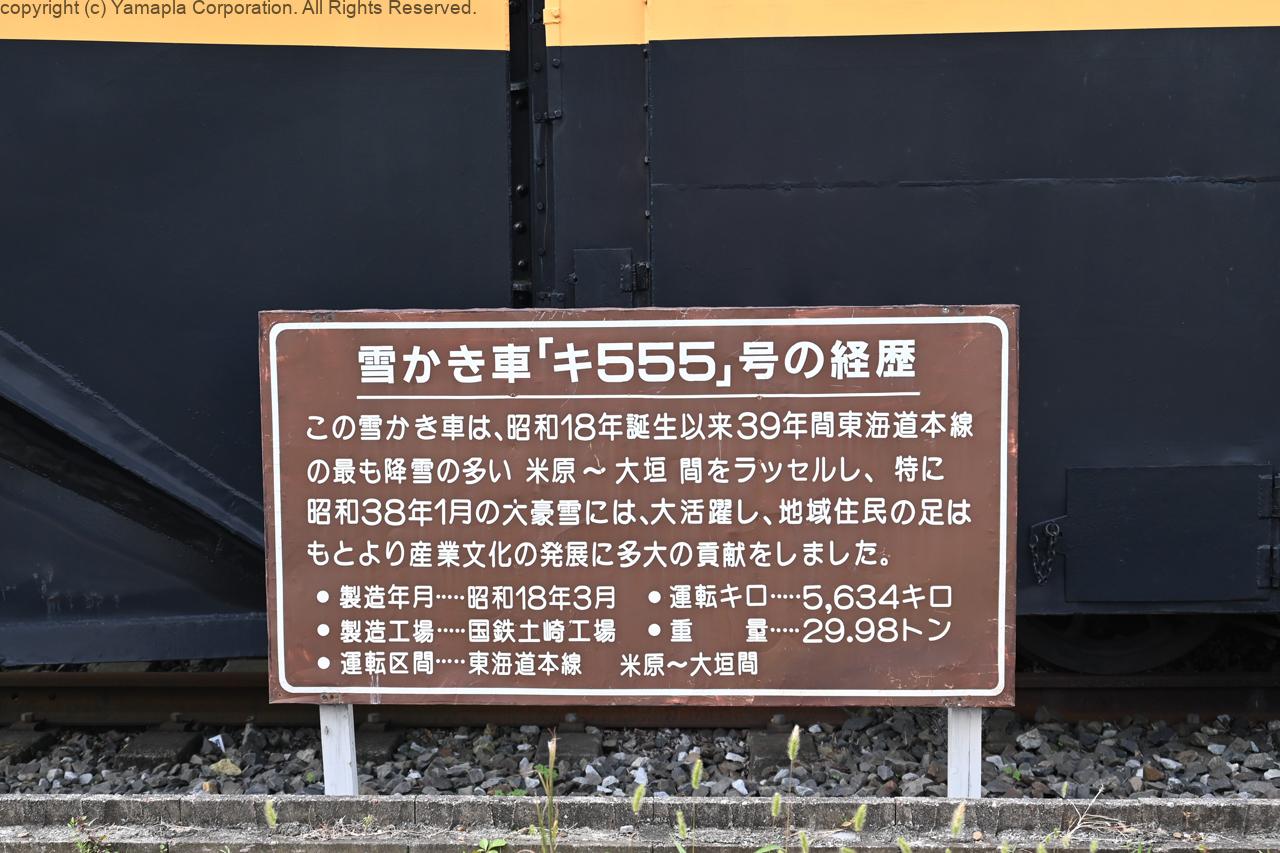 copyright (c) Yamapla Corporation. All Rights Reserved.
雪かき車「キ555」号の経歴
この雪かき車は、昭和18年誕生以来39年間東海道本線
の最も降雪の多い 米原～大垣 間をラッセルし、特に
昭和38年1月の大豪雪には、大活躍し、地域住民の足は
もとより産業文化の発展に多大の貢献をしました。
●製造年月……昭和18年3月 ●運転キロ……5,634キロ
●製造工場……国鉄土崎工場 ●重　量……29.98トン
●運転区間……東海道本線 米原～大垣間